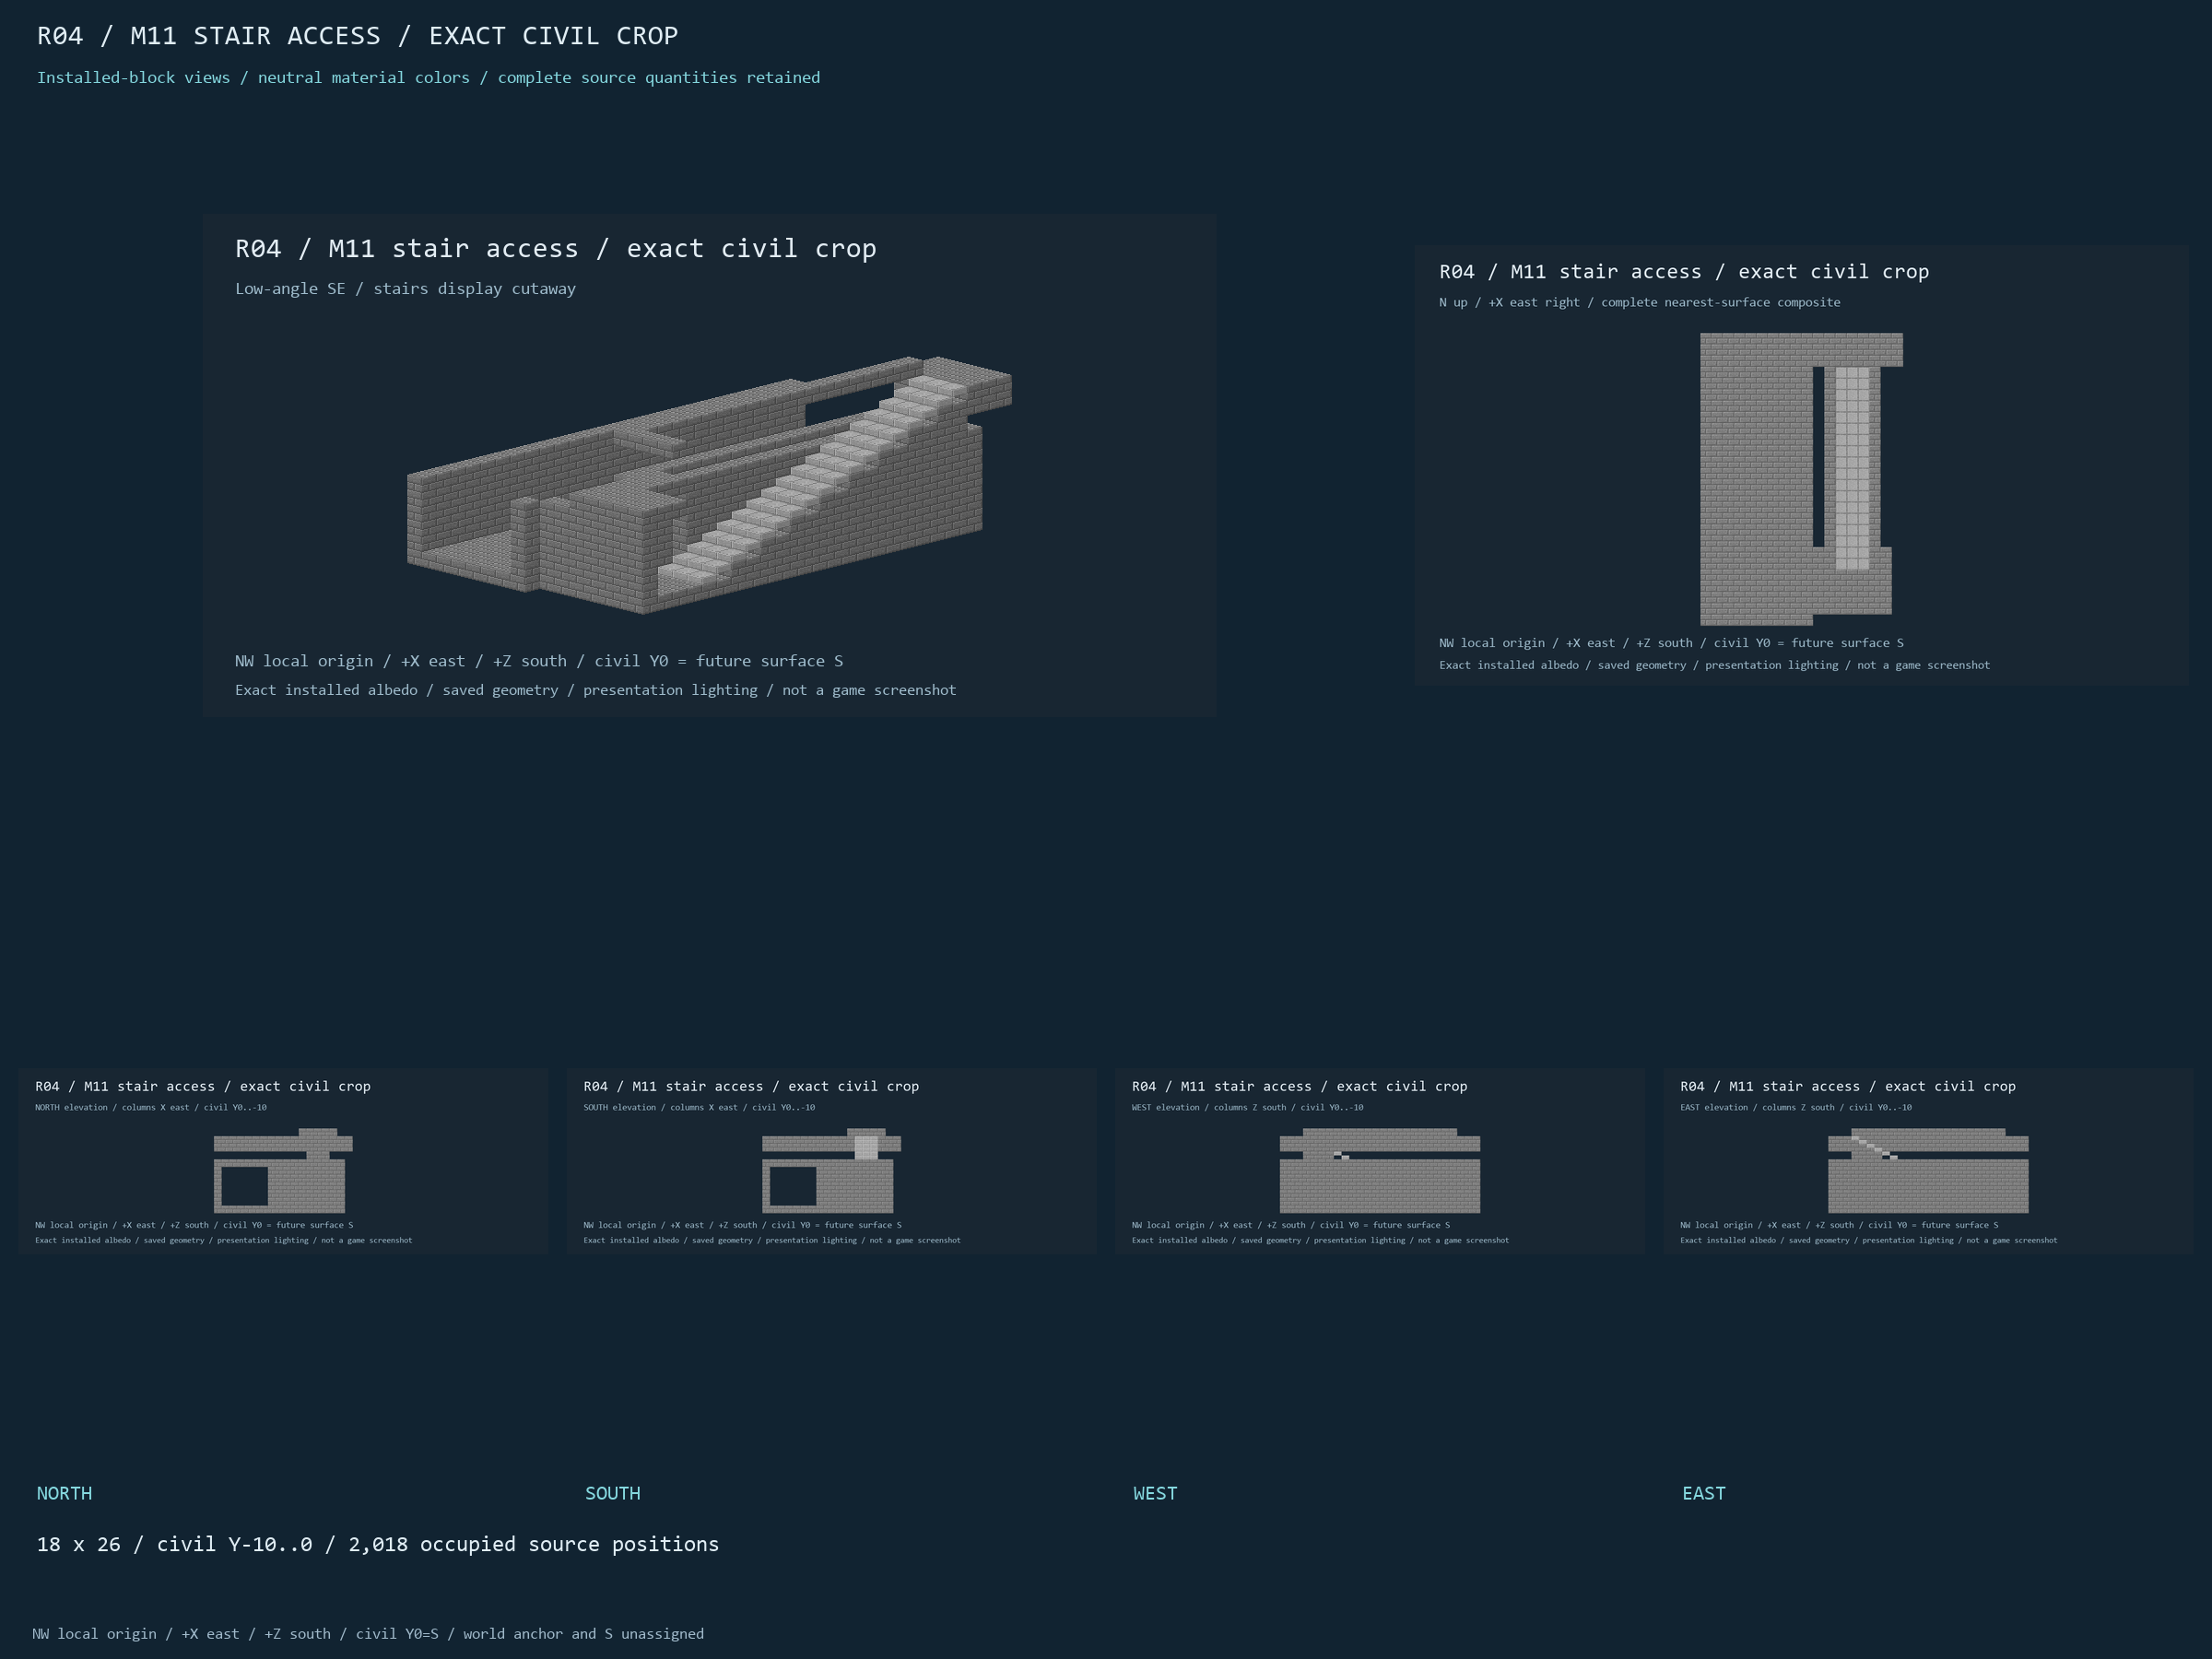 R04 / M11 STAIR ACCESS / EXACT CIVIL CROP
Installed-block views / neutral material colors / complete source quantities retained
R04 / M11 stair access / exact civil crop
Low-angle SE / stairs display cutaway
NW local origin / +X east / +Z south / civil Y0 = future surface S
Exact installed albedo / saved geometry / presentation lighting / not a game screenshot
R04 / M11 stair access / exact civil crop
N up / +X east right / complete nearest-surface composite
NW local origin / +X east / +Z south / civil Y0 = future surface S
Exact installed albedo / saved geometry / presentation lighting / not a game screenshot
R04 / M11 stair access / exact civil crop
NORTH elevation / columns X east / civil Y0..-10
NW local origin / +X east / +Z south / civil Y0 = future surface S
Exact installed albedo / saved geometry / presentation lighting / not a game screenshot
R04 / M11 stair access / exact civil crop
SOUTH elevation / columns X east / civil Y0..-10
NW local origin / +X east / +Z south / civil Y0 = future surface S
Exact installed albedo / saved geometry / presentation lighting / not a game screenshot
R04 / M11 stair access / exact civil crop
WEST elevation / columns Z south / civil Y0..-10
NW local origin / +X east / +Z south / civil Y0 = future surface S
Exact installed albedo / saved geometry / presentation lighting / not a game screenshot
R04 / M11 stair access / exact civil crop
EAST elevation / columns Z south / civil Y0..-10
NW local origin / +X east / +Z south / civil Y0 = future surface S
Exact installed albedo / saved geometry / presentation lighting / not a game screenshot
NORTH
SOUTH
WEST
EAST
18 x 26 / civil Y-10..0 / 2,018 occupied source positions
NW local origin / +X east / +Z south / civil Y0=S / world anchor and S unassigned